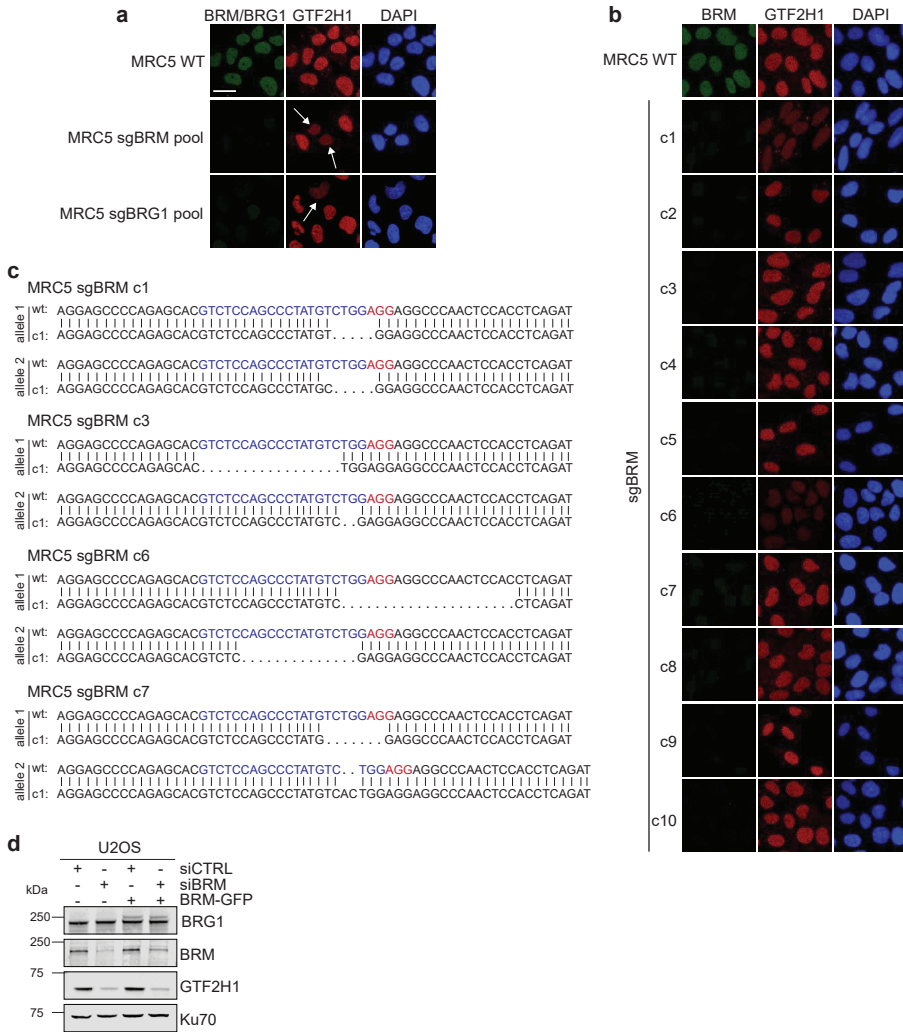 a
BRM/BRG1 GTF2H1 DAPI
MRC5 WT
MRC5 sgBRM pool
MRC5 sgBRG1 pool
b
BRM GTF2H1 DAPI
MRC5 WT
sgBRM
c1
c2
c3
c4
c5
c6
c7
c8
c9
c10
c
MRC5 sgBRM c1
allele 1
wt: AGGAGCCCCAGAGCACGTCTCCAGCCCTATGTCTGGAGGAGGCCCAACTCCACCTCAGAT
c1: AGGAGCCCCAGAGCACGTCTCCAGCCCTATGT.....GGAGGCCCAACTCCACCTCAGAT
allele 2
wt: AGGAGCCCCAGAGCACGTCTCCAGCCCTATGTCTGGAGGAGGCCCAACTCCACCTCAGAT
c1: AGGAGCCCCAGAGCACGTCTCCAGCCCTATGC.....GGAGGCCCAACTCCACCTCAGAT
MRC5 sgBRM c3
allele 1
wt: AGGAGCCCCAGAGCACGTCTCCAGCCCTATGTCTGGAGGAGGCCCAACTCCACCTCAGAT
c1: AGGAGCCCCAGAGCAC.................TGGAGGAGGCCCAACTCCACCTCAGAT
allele 2
wt: AGGAGCCCCAGAGCACGTCTCCAGCCCTATGTCTGGAGGAGGCCCAACTCCACCTCAGAT
c1: AGGAGCCCCAGAGCACGTCTCCAGCCCTATGTC..GAGGAGGCCCAACTCCACCTCAGAT
MRC5 sgBRM c6
allele 1
wt: AGGAGCCCCAGAGCACGTCTCCAGCCCTATGTCTGGAGGAGGCCCAACTCCACCTCAGAT
c1: AGGAGCCCCAGAGCACGTCTCCAGCCCTATGTC....................CTCAGAT
allele 2
wt: AGGAGCCCCAGAGCACGTCTCCAGCCCTATGTCTGGAGGAGGCCCAACTCCACCTCAGAT
c1: AGGAGCCCCAGAGCACGTCTC..............GAGGAGGCCCAACTCCACCTCAGAT
MRC5 sgBRM c7
allele 1
wt: AGGAGCCCCAGAGCACGTCTCCAGCCCTATGTCTGGAGGAGGCCCAACTCCACCTCAGAT
c1: AGGAGCCCCAGAGCACGTCTCCAGCCCTATG.......GAGGCCCAACTCCACCTCAGAT
allele 2
wt: AGGAGCCCCAGAGCACGTCTCCAGCCCTATGTC..TGGAGGAGGCCCAACTCCACCTCAGAT
c1: AGGAGCCCCAGAGCACGTCTCCAGCCCTATGTCACTGGAGGAGGCCCAACTCCACCTCAGAT
d
U2OS
+ - + - siCTRL
- + - + siBRM
- - + + BRM-GFP
kDa
250 BRG1
250 BRM
75 GTF2H1
75 Ku70